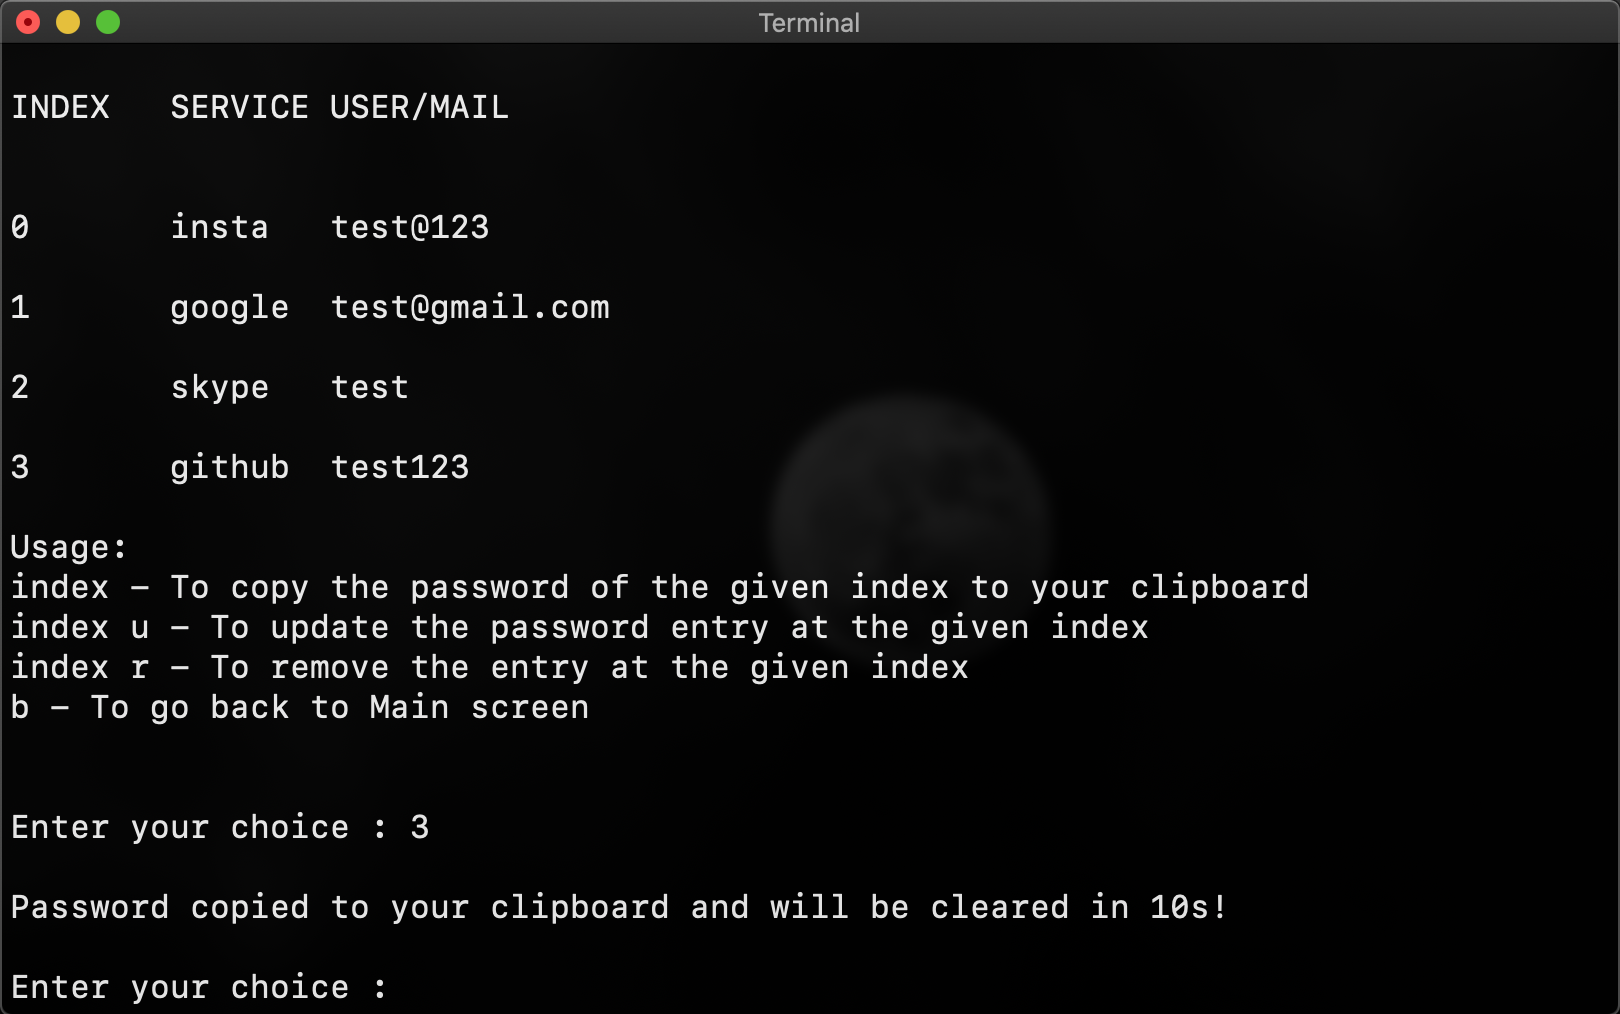 Terminal
INDEX SERVICE USER/MAIL
0 insta test@123
1 google test@gmail.com
2 skype test
3 github test123
Usage:
index – To copy the password of the given index to your clipboard
index u – To update the password entry at the given index
index r – To remove the entry at the given index
b – To go back to Main screen
Enter your choice : 3
Password copied to your clipboard and will be cleared in 10s!
Enter your choice :